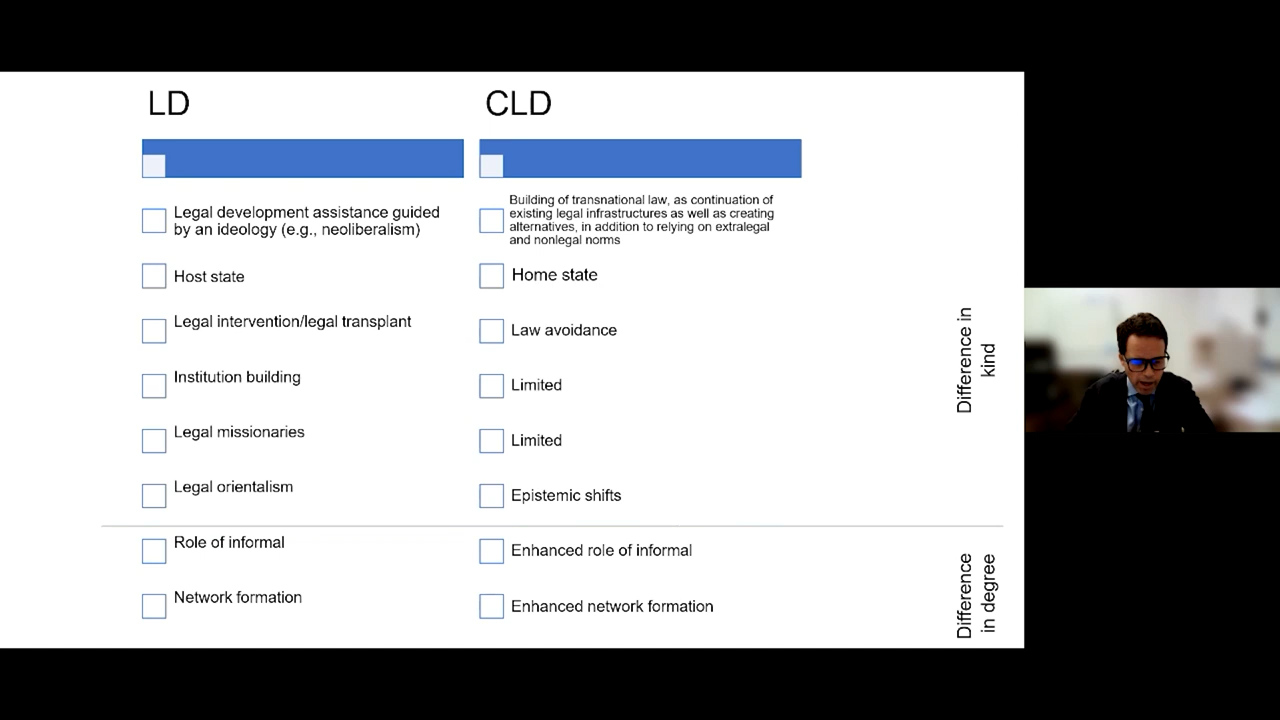 LD
CLD
Legal development assistance guided
by an ideology (e.g., neoliberalism)
Building of transnational law, as continuation of
existing legal infrastructures as well as creating
alternatives, in addition to relying on extralegal
and nonlegal norms
Host state
Home state
Legal intervention/legal transplant
Law avoidance
Institution building
Limited
Legal missionaries
Limited
Legal orientalism
Epistemic shifts
Difference in
kind
Role of informal
Enhanced role of informal
Network formation
Enhanced network formation
Difference
in degree